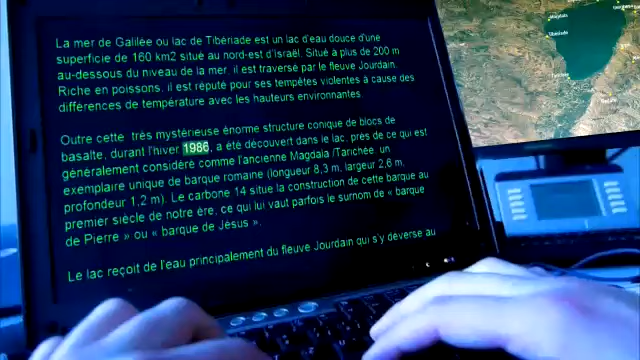 La mer de Galilée ou lac de Tibériade est un lac d'eau douce d'une
superficie de 160 km2 situé au nord-est d'Israël. Situé à plus de 200 m
au-dessous du niveau de la mer, il est traversé par le fleuve Jourdain.
Riche en poissons, il est réputé pour ses tempêtes violentes à cause des
différences de température avec les hauteurs environnantes.
Outre cette très mystérieuse énorme structure conique de blocs de
basalte, durant l'hiver 1986, a été découvert dans le lac, près de ce qui est
généralement considéré comme l'ancienne Magdala /Tarichée, un
exemplaire unique de barque romaine (longueur 8,3 m, largeur 2,6 m,
profondeur 1,2 m). Le carbone 14 situe la construction de cette barque au
premier siècle de notre ère, ce qui lui vaut parfois le surnom de « barque
de Pierre » ou « barque de Jésus ».
Le lac reçoit de l'eau principalement du fleuve Jourdain qui s'y déverse au
Magdala
Tibériade